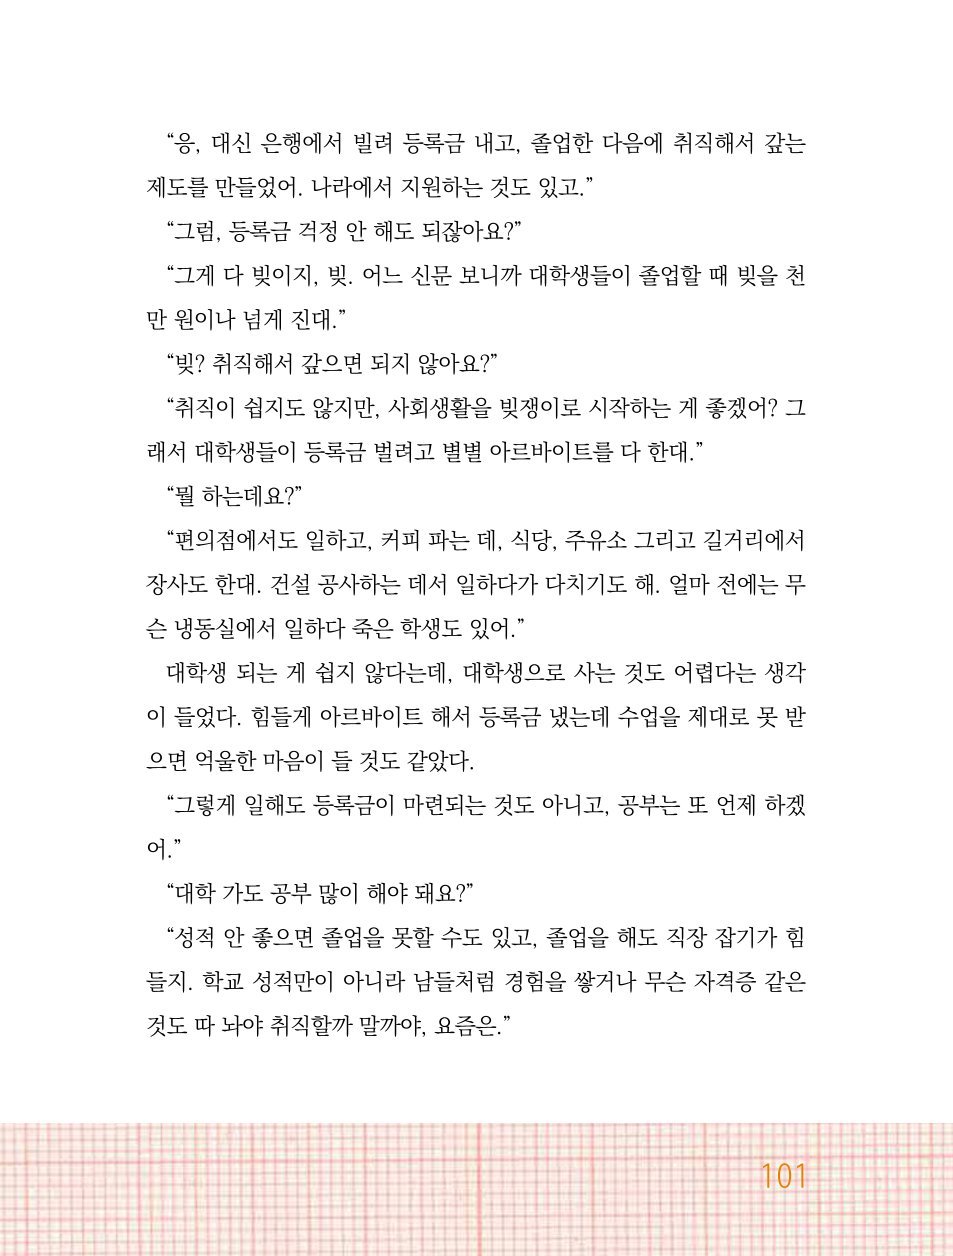 “응, 대신 은행에서 빌려 등록금 내고, 졸업한 다음에 취직해서 갚는
제도를 만들었어. 나라에서 지원하는 것도 있고.”
“그럼, 등록금 걱정 안 해도 되잖아요?”
“그게 다 빚이지, 빚. 어느 신문 보니까 대학생들이 졸업할 때 빚을 천
만 원이나 넘게 진대.”
“빚? 취직해서 갚으면 되지 않아요?”
“취직이 쉽지도 않지만, 사회생활을 빚쟁이로 시작하는 게 좋겠어? 그
래서 대학생들이 등록금 벌려고 별별 아르바이트를 다 한대.”
“뭘 하는데요?”
“편의점에서도 일하고, 커피 파는 데, 식당, 주유소 그리고 길거리에서
장사도 한대. 건설 공사하는 데서 일하다가 다치기도 해. 얼마 전에는 무
슨 냉동실에서 일하다 죽은 학생도 있어.”
대학생 되는 게 쉽지 않다는데, 대학생으로 사는 것도 어렵다는 생각
이 들었다. 힘들게 아르바이트 해서 등록금 냈는데 수업을 제대로 못 받
으면 억울한 마음이 들 것도 같았다.
“그렇게 일해도 등록금이 마련되는 것도 아니고, 공부는 또 언제 하겠
어.”
“대학 가도 공부 많이 해야 돼요?”
“성적 안 좋으면 졸업을 못할 수도 있고, 졸업을 해도 직장 잡기가 힘
들지. 학교 성적만이 아니라 남들처럼 경험을 쌓거나 무슨 자격증 같은
것도 따 놔야 취직할까 말까야, 요즘은.”
101